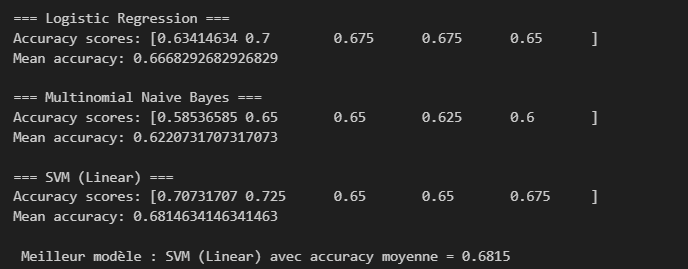 === Logistic Regression ===
Accuracy scores: [0.63414634 0.7        0.675      0.675      0.65      ]
Mean accuracy: 0.6668292682926829

=== Multinomial Naive Bayes ===
Accuracy scores: [0.58536585 0.65       0.65       0.625      0.6       ]
Mean accuracy: 0.6220731707317073

=== SVM (Linear) ===
Accuracy scores: [0.70731707 0.725      0.65       0.65       0.675     ]
Mean accuracy: 0.6814634146341463

 Meilleur modèle : SVM (Linear) avec accuracy moyenne = 0.6815